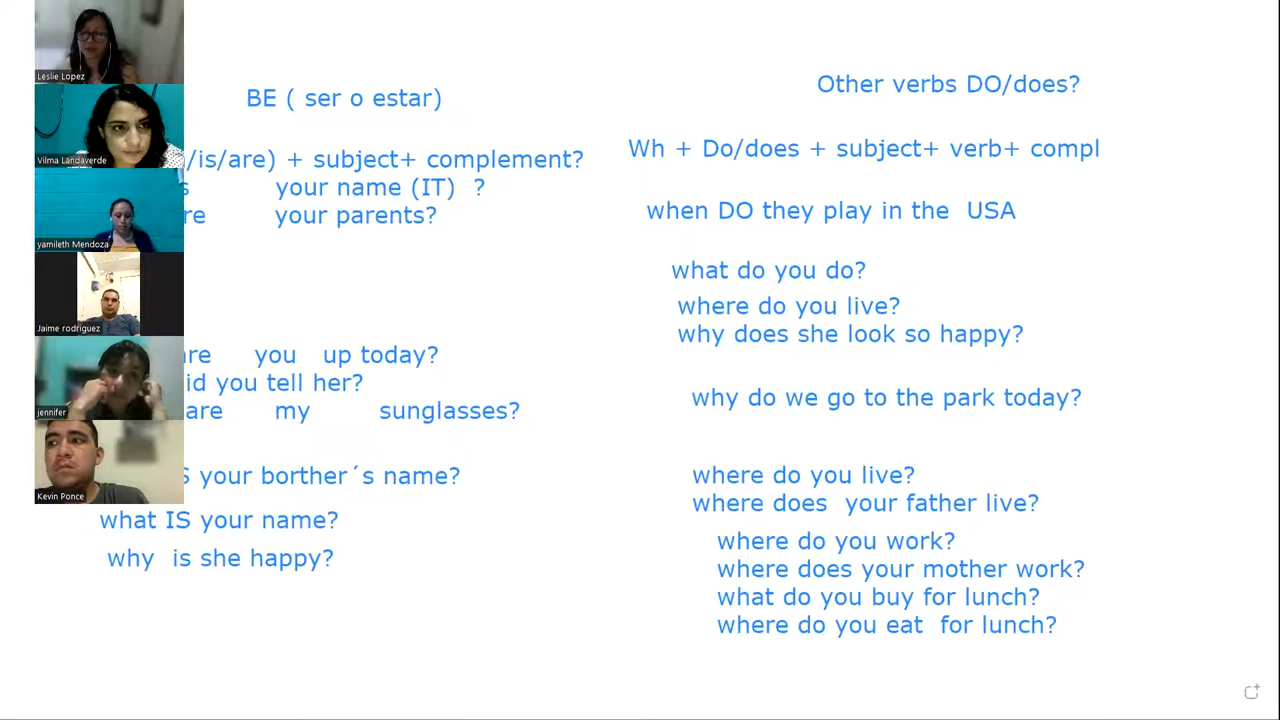 Leslie Lopez
Vilma Landaverde
yamileth Mendoza
Jaime rodriguez
jennifer
Kevin Ponce
BE ( ser o estar)
/is/are) + subject+ complement?
your name (IT) ?
your parents?
you up today?
you tell her?
are my sunglasses?
your borther´s name?
what IS your name?
why is she happy?
Other verbs DO/does?
Wh + Do/does + subject+ verb+ compl
when DO they play in the USA
what do you do?
where do you live?
why does she look so happy?
why do we go to the park today?
where do you live?
where does your father live?
where do you work?
where does your mother work?
what do you buy for lunch?
where do you eat for lunch?